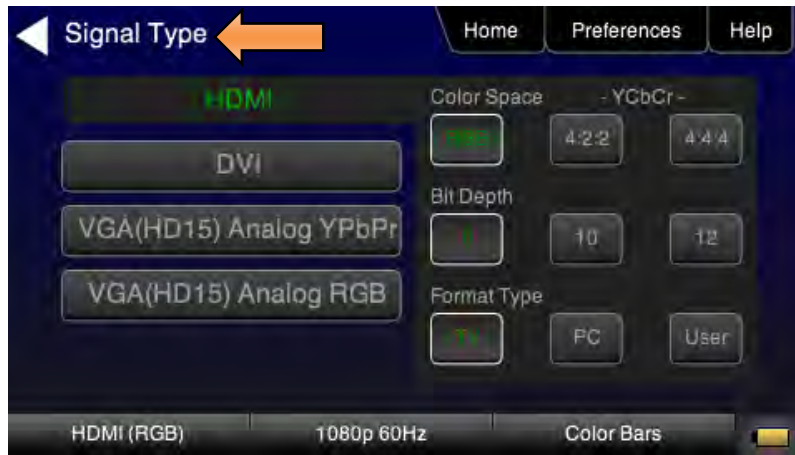 Signal Type
Home
Preferences
Help
HDMI
DVI
VGA(HD15) Analog YPbPr
VGA(HD15) Analog RGB
Color Space
- YCbCr -
4:2:2
4:4:4
Bit Depth
10
12
Format Type
PC
User
HDMI (RGB)
1080p 60Hz
Color Bars